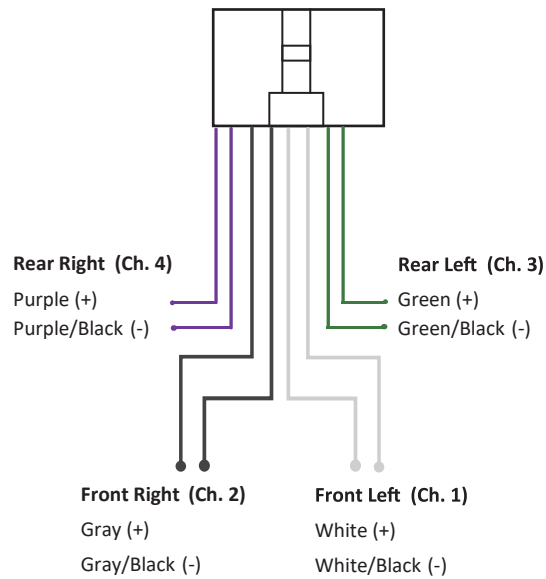 Rear Right (Ch. 4)
Purple (+)
Purple/Black (-)
Rear Left (Ch. 3)
Green (+)
Green/Black (-)
Front Right (Ch. 2)
Gray (+)
Gray/Black (-)
Front Left (Ch. 1)
White (+)
White/Black (-)